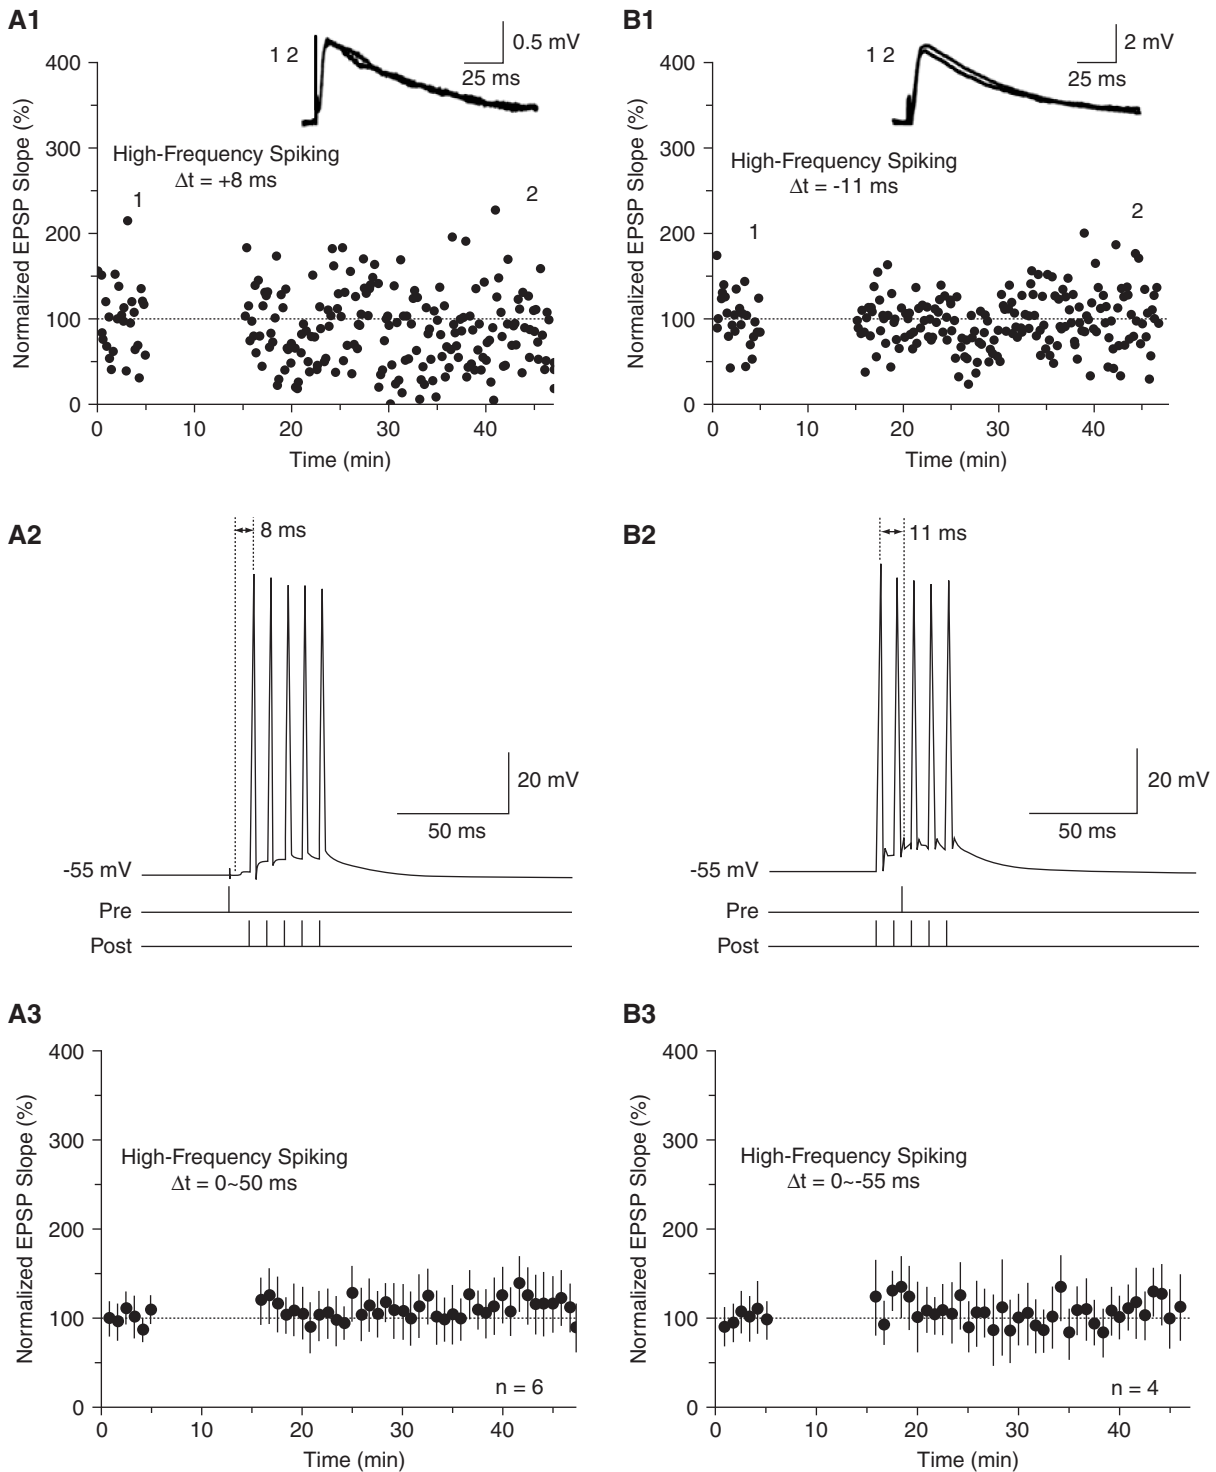 A1
0.5 mV
25 ms
1 2
400
300
200
100
0
Normalized EPSP Slope (%)
High-Frequency Spiking
Δt = +8 ms
1
2
0
10
20
30
40
Time (min)
B1
2 mV
25 ms
1 2
400
300
200
100
0
Normalized EPSP Slope (%)
High-Frequency Spiking
Δt = -11 ms
1
2
0
10
20
30
40
Time (min)
A2
8 ms
20 mV
50 ms
-55 mV
Pre
Post
B2
11 ms
20 mV
50 ms
-55 mV
Pre
Post
A3
400
300
200
100
0
Normalized EPSP Slope (%)
High-Frequency Spiking
Δt = 0~50 ms
n = 6
0
10
20
30
40
Time (min)
B3
400
300
200
100
0
Normalized EPSP Slope (%)
High-Frequency Spiking
Δt = 0~-55 ms
n = 4
0
10
20
30
40
Time (min)